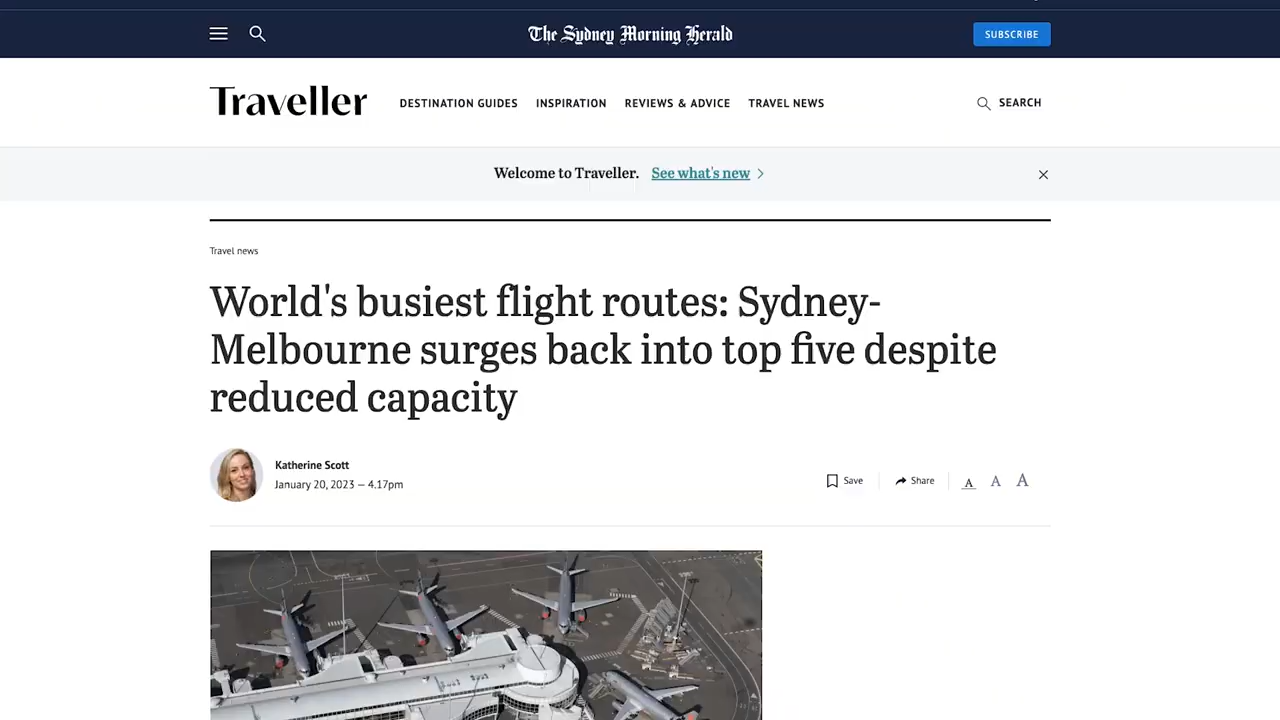 The Sydney Morning Herald
SUBSCRIBE
Traveller
DESTINATION GUIDES INSPIRATION REVIEWS & ADVICE TRAVEL NEWS
SEARCH
Welcome to Traveller. See what's new
Travel news
World's busiest flight routes: Sydney-
Melbourne surges back into top five despite
reduced capacity
Katherine Scott
January 20, 2023 — 4.17pm
Save Share A A A